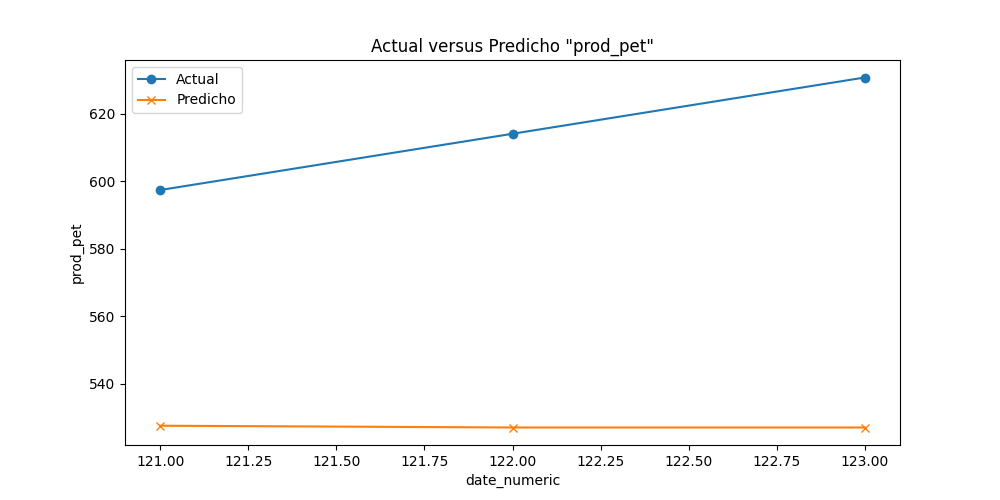 Actual versus Predicho "prod_pet"
Actual
Predicho
620
600
580
560
540
prod_pet
121.00 121.25 121.50 121.75 122.00 122.25 122.50 122.75 123.00
date_numeric